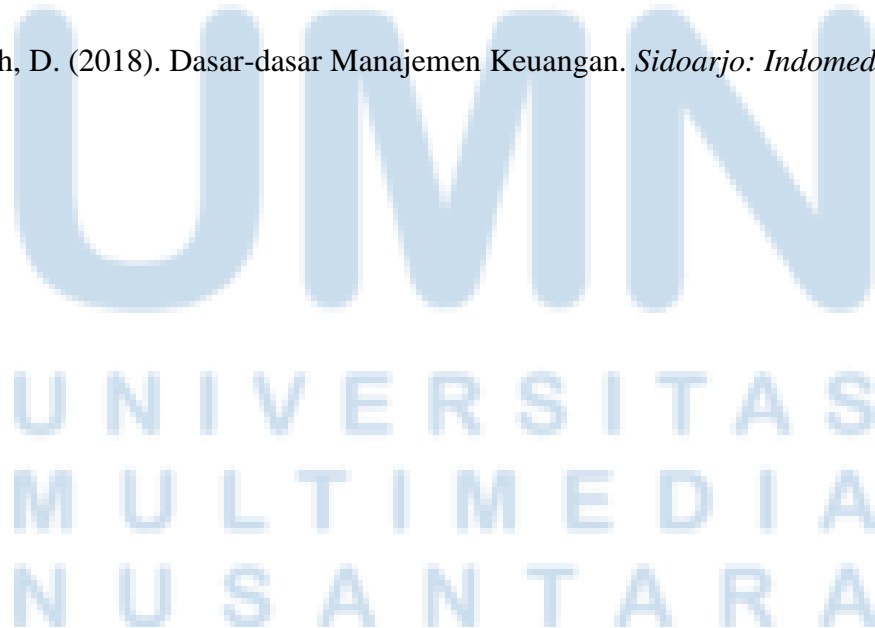 h, D. (2018). Dasar-dasar Manajemen Keuangan. Sidoarjo: Indomed
UMN
UNIVERSITAS
MULTIMEDIA
NUSANTARA